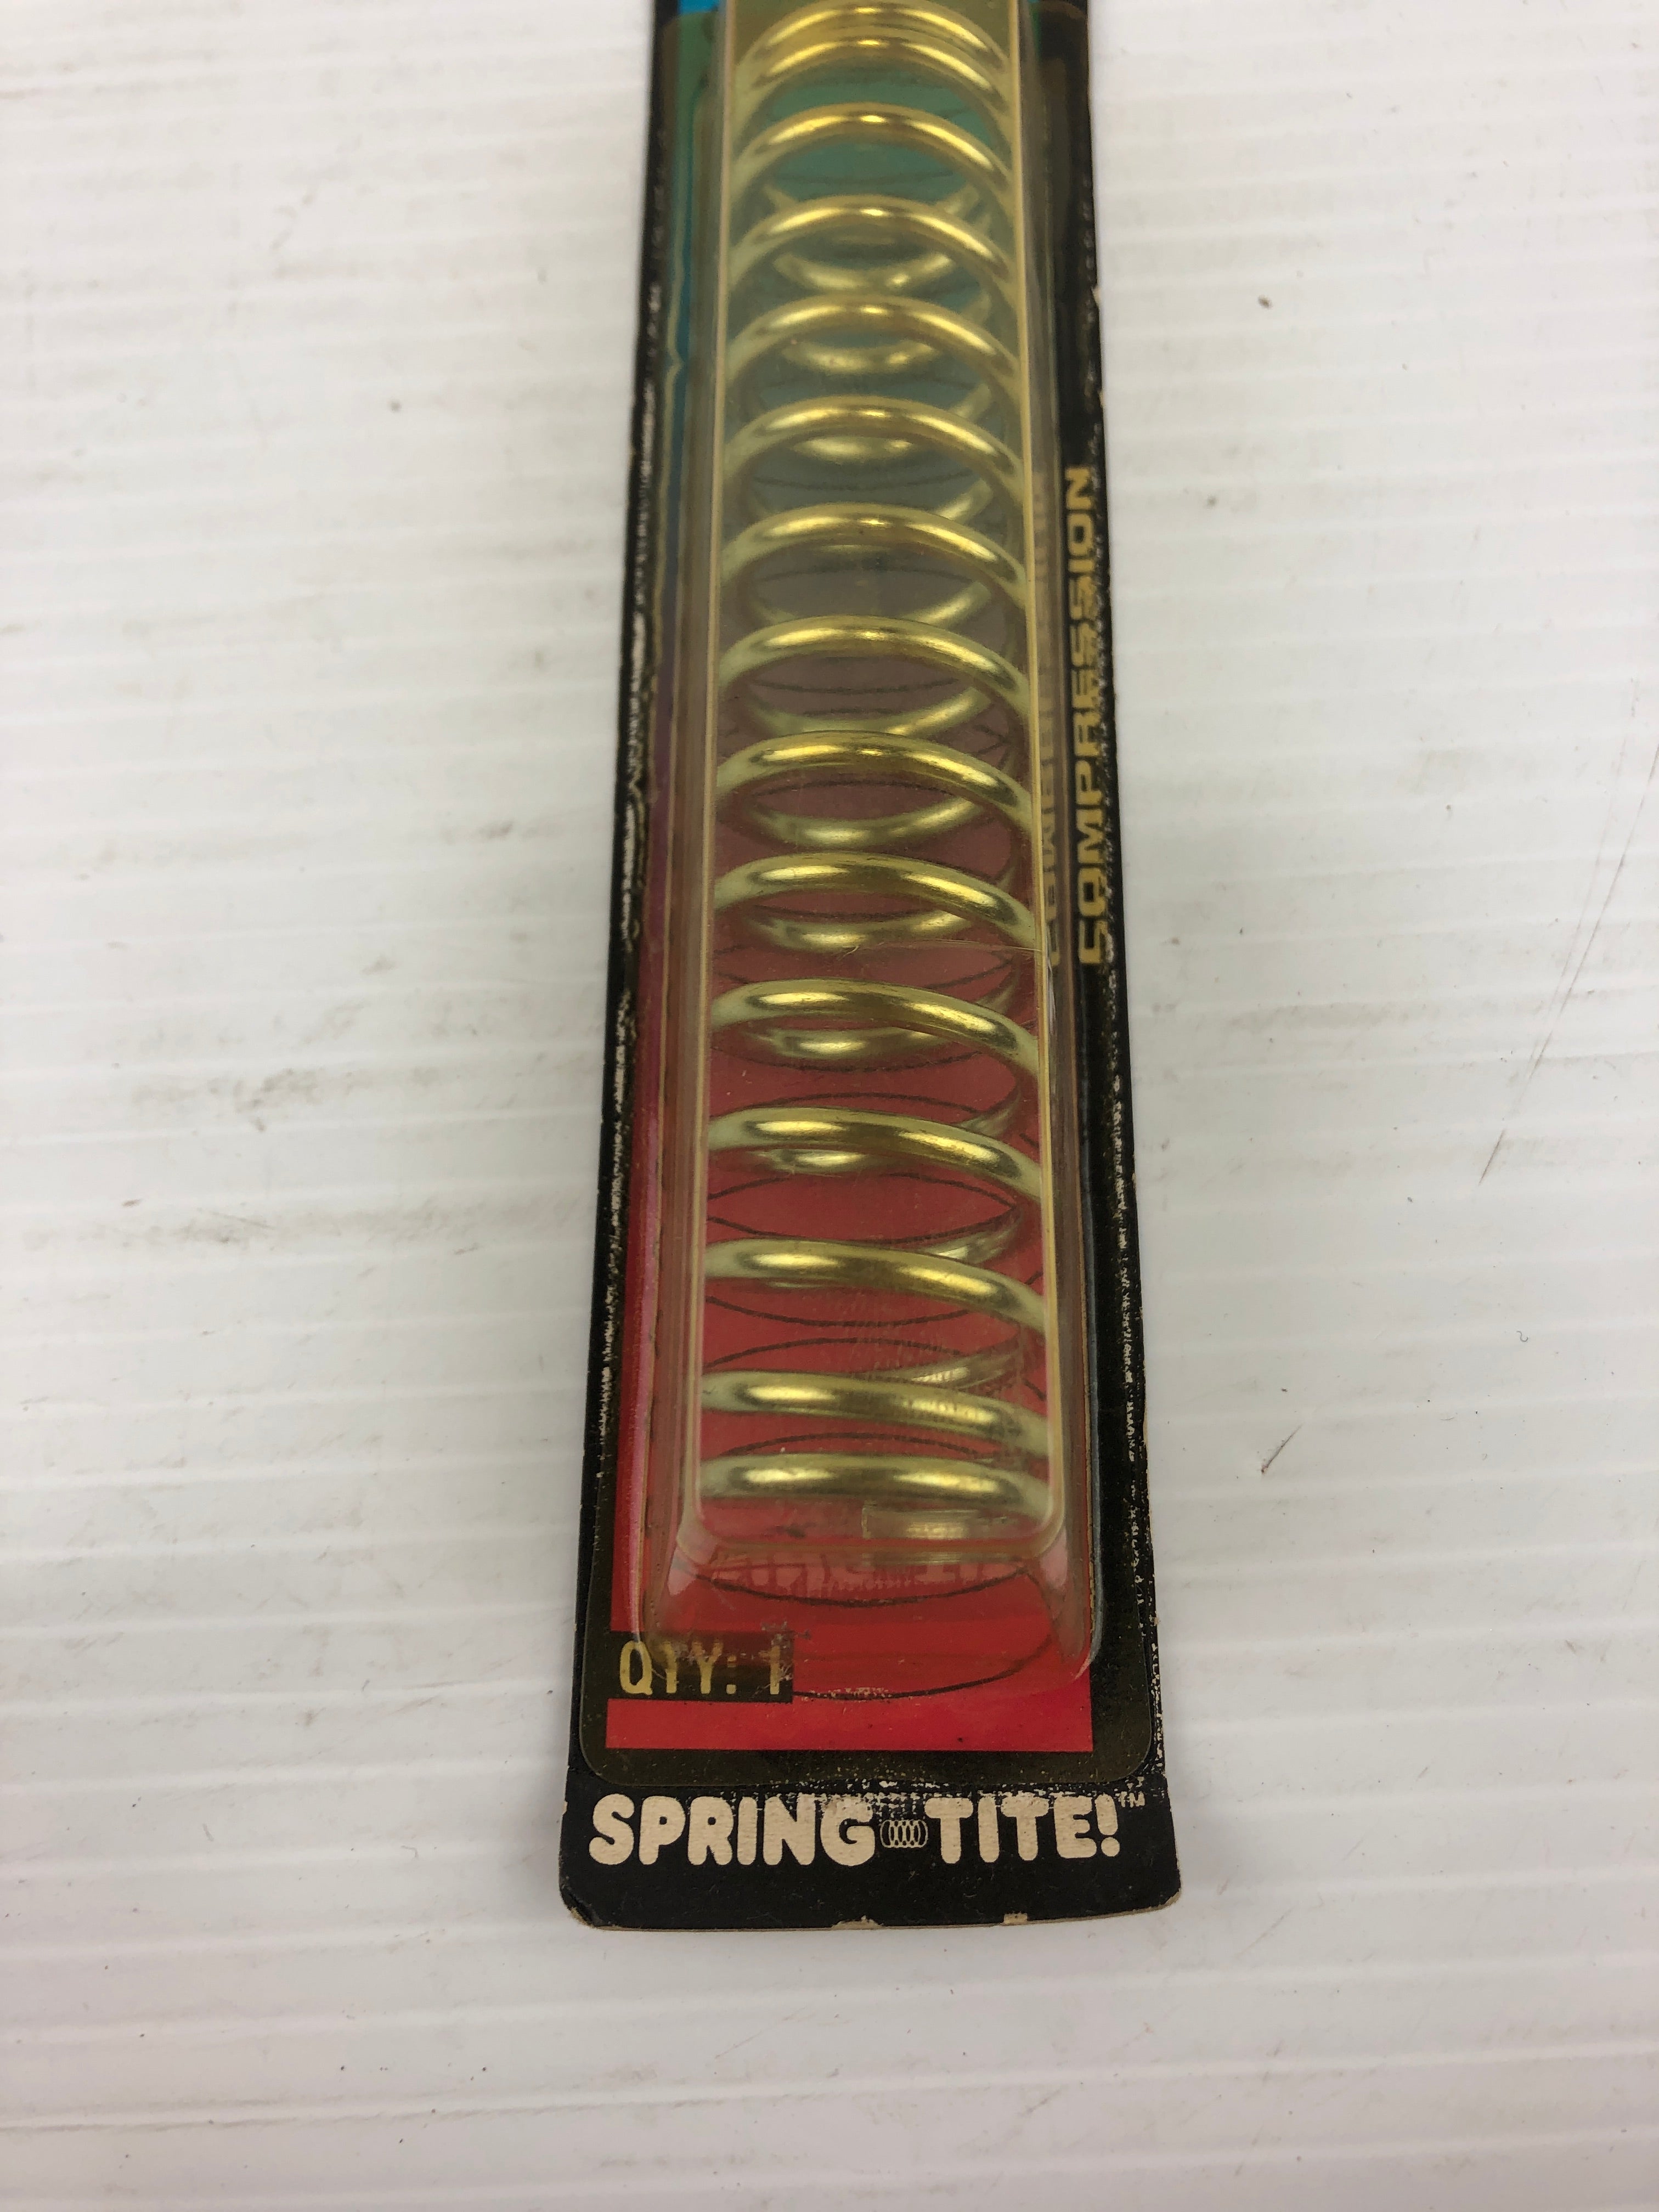 COMPRESSION
QTY: 1
SPRING TITE!™